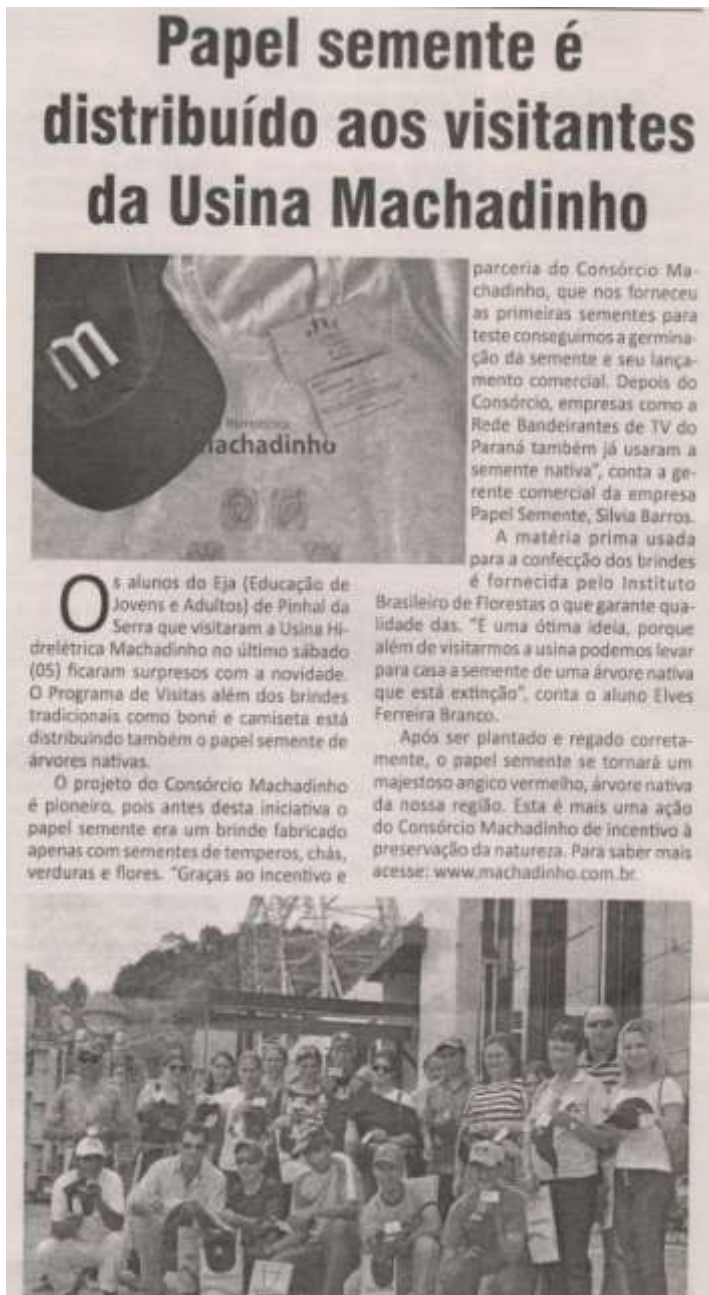 Papel semente é
distribuído aos visitantes
da Usina Machadinho
m
machadinho
Os alunos do Eja (Educação de
Jovens e Adultos) de Pinhal da
Serra que visitaram a Usina Hi-
drelétrica Machadinho no último sábado
(05) ficaram surpresos com a novidade.
O Programa de Visitas além dos brindes
tradicionais como boné e camiseta está
distribuindo também o papel semente de
árvores nativas.
O projeto do Consórcio Machadinho
é pioneiro, pois antes desta iniciativa o
papel semente era um brinde fabricado
apenas com sementes de temperos, chás,
verduras e flores. "Graças ao incentivo e
parceria do Consórcio Ma-
chadinho, que nos forneceu
as primeiras sementes para
teste conseguimos a germina-
ção da semente e seu lança-
mento comercial. Depois do
Consórcio, empresas como a
Rede Bandeirantes de TV do
Paraná também já usaram a
semente nativa", conta a ge-
rente comercial da empresa
Papel Semente, Silvia Barros.
A matéria prima usada
para a confecção dos brindes
é fornecida pelo Instituto
Brasileiro de Florestas o que garante qua-
lidade das. "É uma ótima ideia, porque
além de visitarmos a usina podemos levar
para casa a semente de uma árvore nativa
que está extinção", conta o aluno Elves
Ferreira Branco.
Após ser plantado e regado correta-
mente, o papel semente se tornará um
majestoso angico vermelho, árvore nativa
da nossa região. Esta é mais uma ação
do Consórcio Machadinho de incentivo à
preservação da natureza. Para saber mais
acesse: www.machadinho.com.br